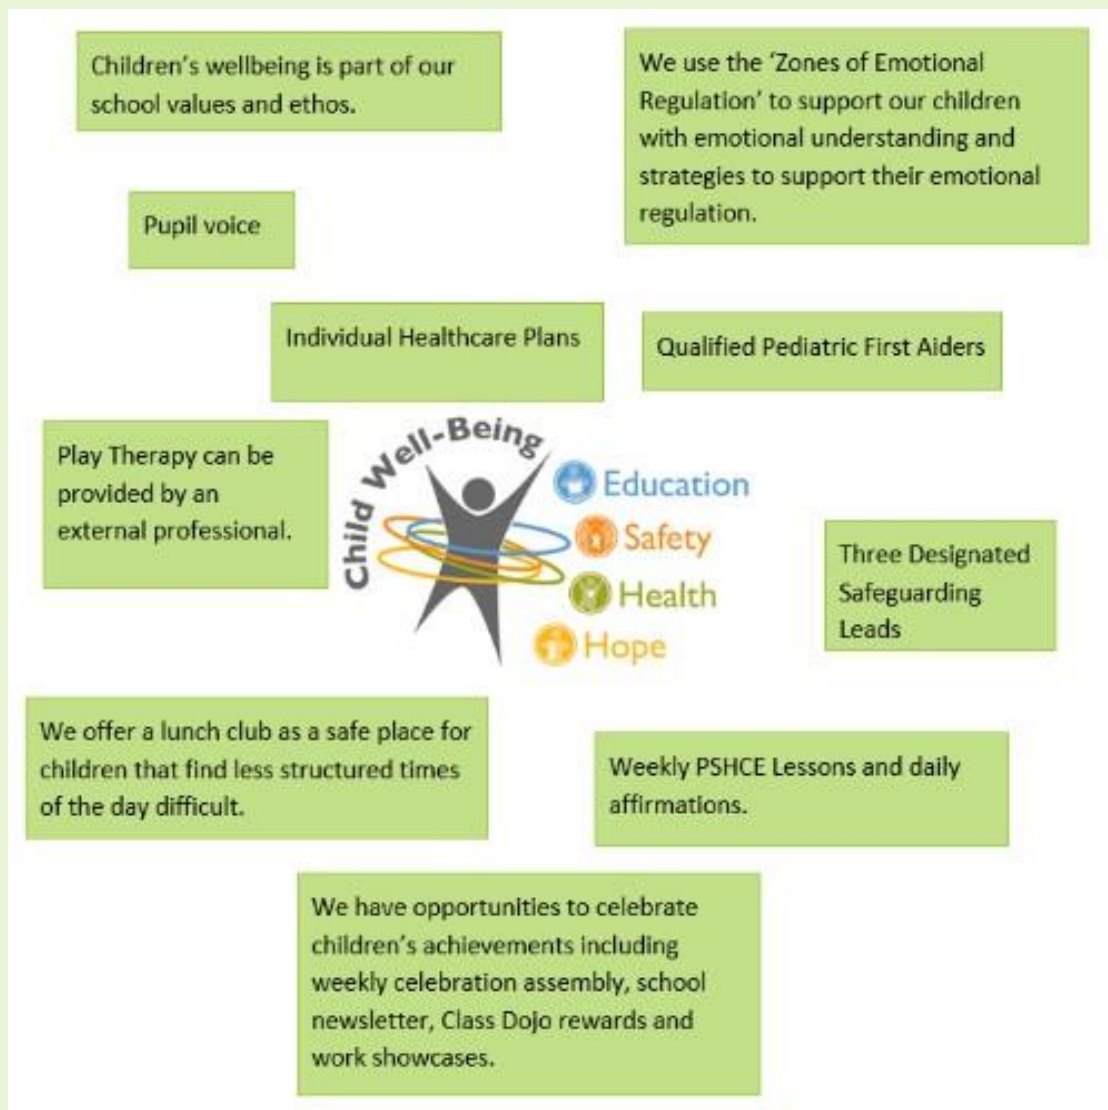 Children’s wellbeing is part of our
school values and ethos.
We use the ‘Zones of Emotional
Regulation’ to support our children
with emotional understanding and
strategies to support their emotional
regulation.
Pupil voice
Individual Healthcare Plans
Qualified Pediatric First Aiders
Play Therapy can be
provided by an
external professional.
Child Well-Being
Education
Safety
Health
Hope
Three Designated
Safeguarding
Leads
We offer a lunch club as a safe place for
children that find less structured times
of the day difficult.
Weekly PSHCE Lessons and daily
affirmations.
We have opportunities to celebrate
children’s achievements including
weekly celebration assembly, school
newsletter, Class Dojo rewards and
work showcases.